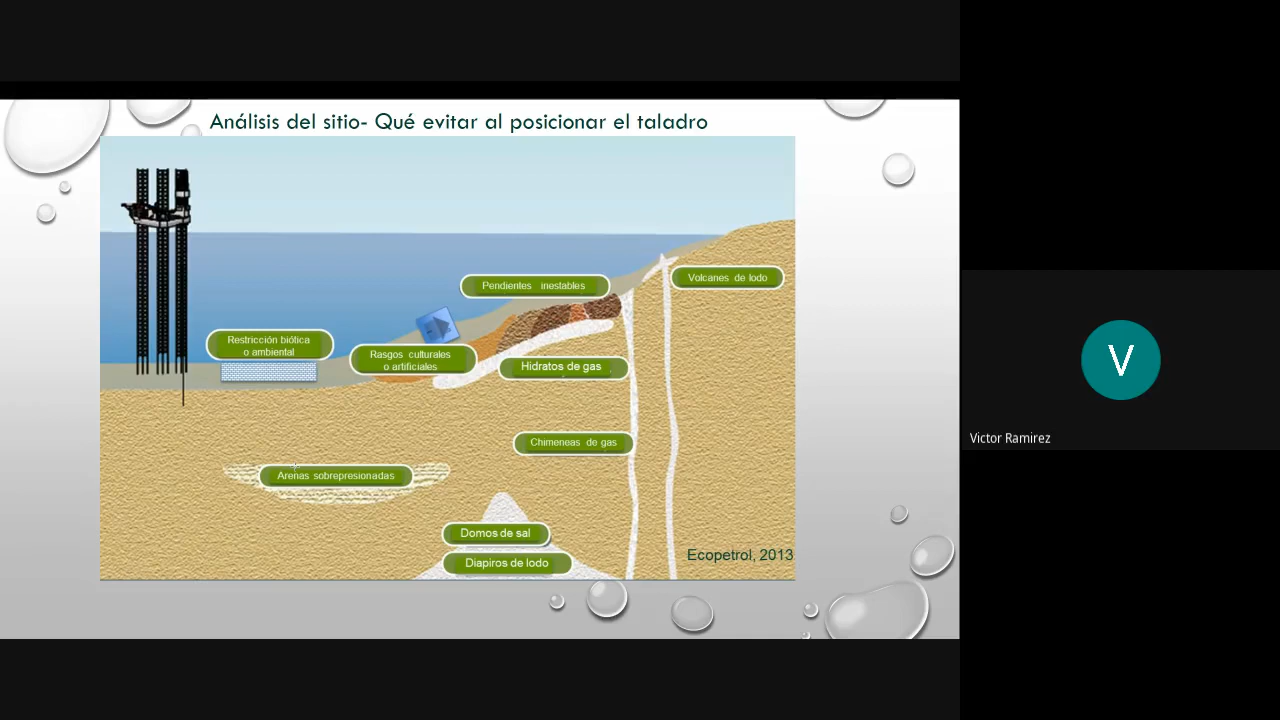 Análisis del sitio- Qué evitar al posicionar el taladro
Pendientes inestables
Volcanes de lodo
Restricción biótica
o ambiental
Rasgos culturales
o artificiales
Hidratos de gas
Chimeneas de gas
Arenas sobrepresionadas
Domos de sal
Diapiros de lodo
Ecopetrol, 2013
V
Victor Ramirez